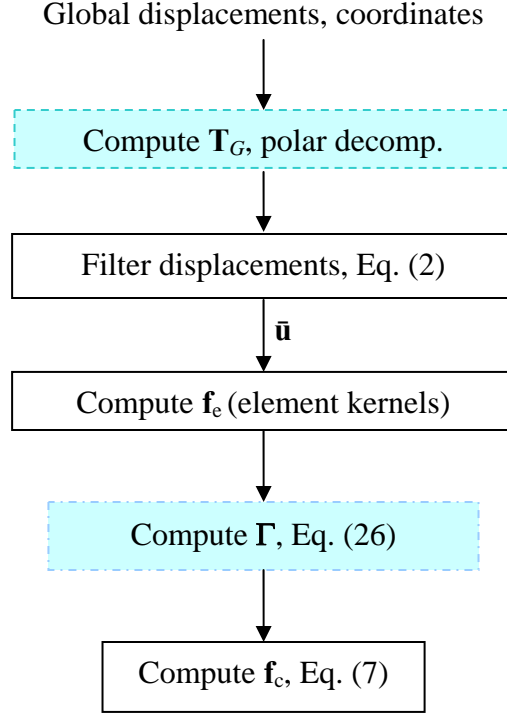 Global displacements, coordinates
Compute T_G, polar decomp.
Filter displacements, Eq. (2)
ū
Compute f_e (element kernels)
Compute Γ, Eq. (26)
Compute f_c, Eq. (7)